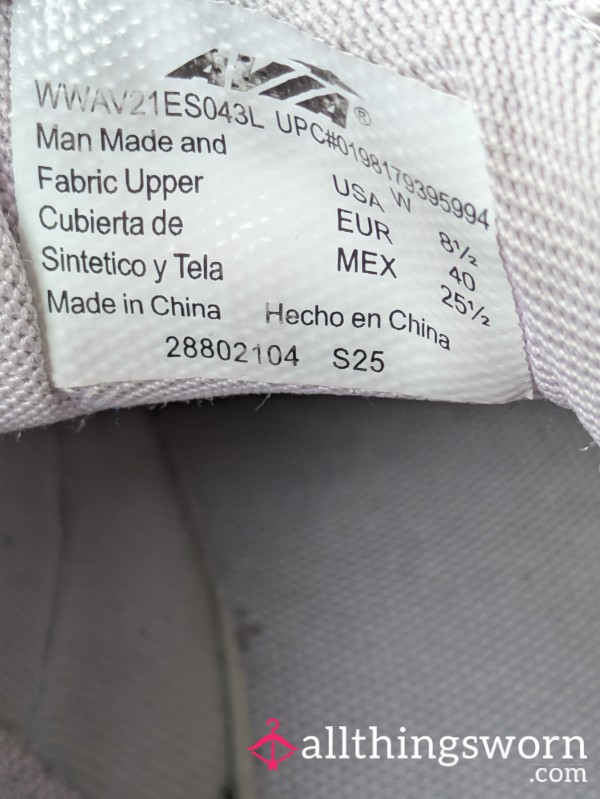 AVIA®
WWAV21ES043L UPC#0198179395994
Man Made and
Fabric Upper
Cubierta de
Sintetico y Tela
Made in China
USA W 8½
EUR 40
MEX 25½
Hecho en China
28802104 S25
allthingsworn
.com